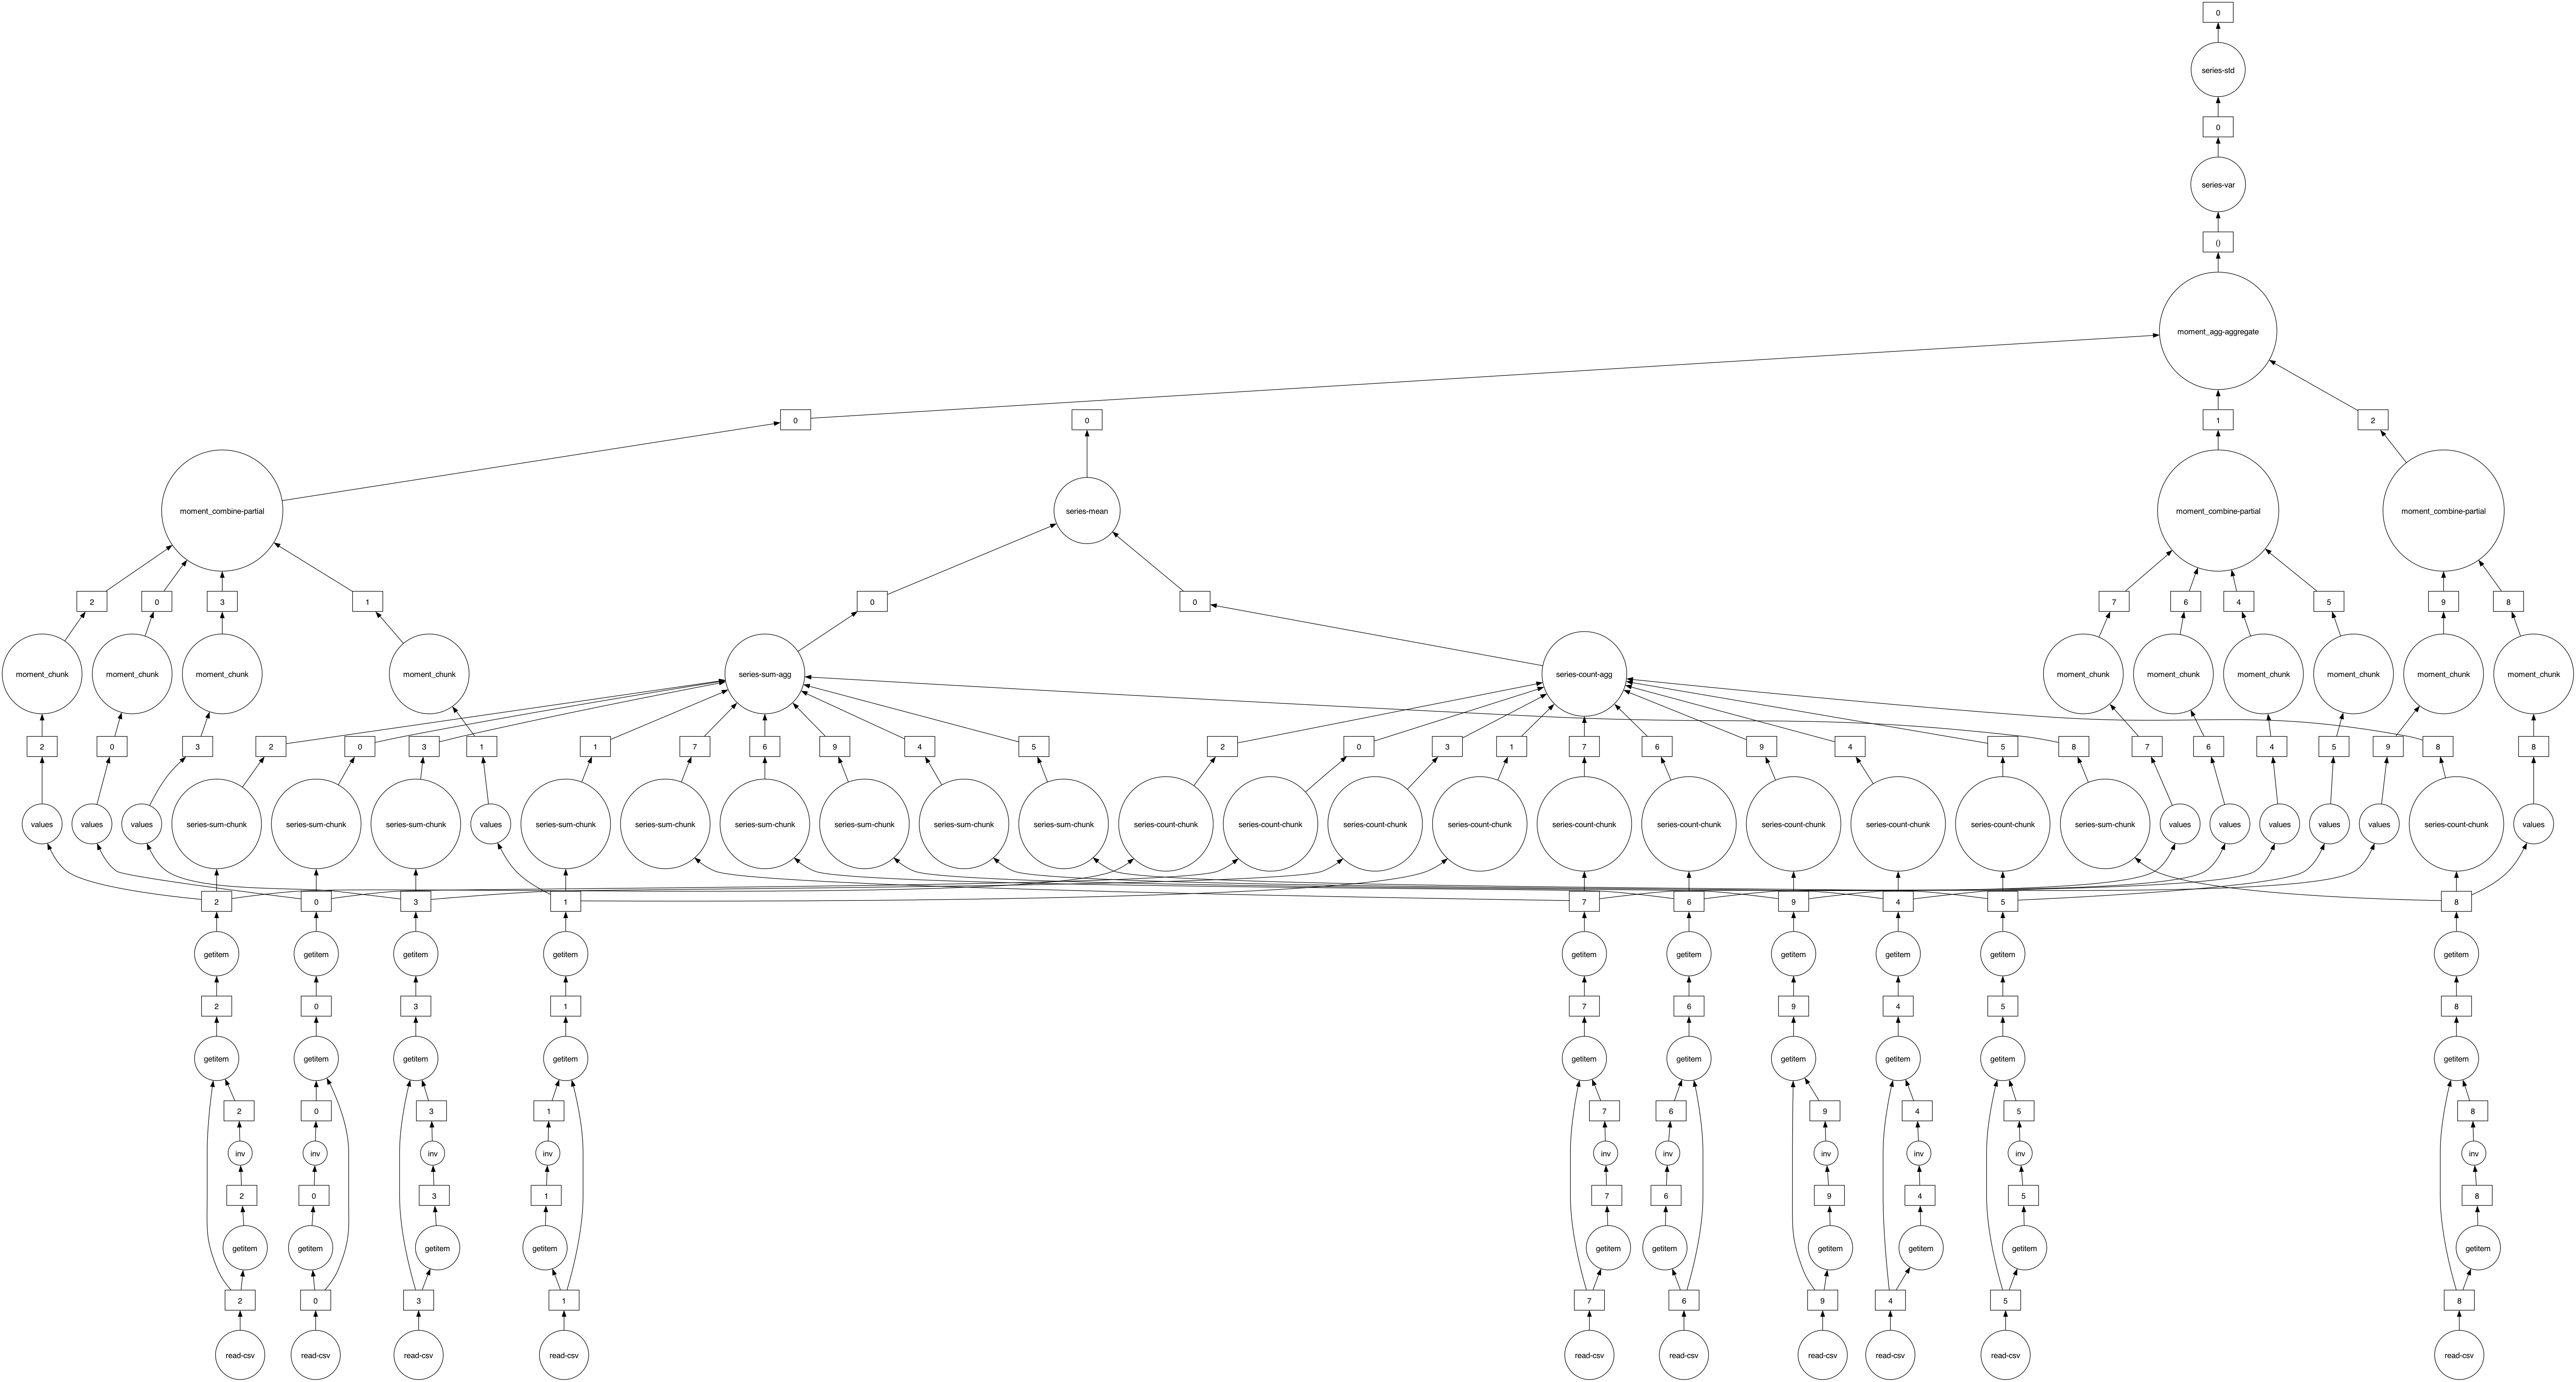 0
series-std
0
series-var
()
moment_agg-aggregate
0 0 1 2
moment_combine-partial series-mean moment_combine-partial moment_combine-partial
2 0 3 1 0 0 7 6 4 5 9 8
moment_chunk moment_chunk moment_chunk moment_chunk series-sum-agg series-count-agg moment_chunk moment_chunk moment_chunk moment_chunk moment_chunk moment_chunk
2 0 3 2 0 3 1 1 7 6 9 4 5 2 0 3 1 7 6 9 4 5 8 7 6 4 5 9 8 8
values values values series-sum-chunk series-sum-chunk series-sum-chunk values series-sum-chunk series-sum-chunk series-sum-chunk series-sum-chunk series-sum-chunk series-sum-chunk series-count-chunk series-count-chunk series-count-chunk series-count-chunk series-count-chunk series-count-chunk series-count-chunk series-count-chunk series-count-chunk series-sum-chunk values values values values values series-count-chunk values
2 0 3 1 7 6 9 4 5 8
getitem getitem getitem getitem getitem getitem getitem getitem getitem getitem
2 0 3 1 7 6 9 4 5 8
getitem getitem getitem getitem getitem getitem getitem getitem getitem getitem
2 0 3 1 7 6 9 4 5 8
inv inv inv inv inv inv inv inv inv inv
2 0 3 1 7 6 9 4 5 8
getitem getitem getitem getitem getitem getitem getitem getitem getitem getitem
2 0 3 1 7 6 9 4 5 8
read-csv read-csv read-csv read-csv read-csv read-csv read-csv read-csv read-csv read-csv